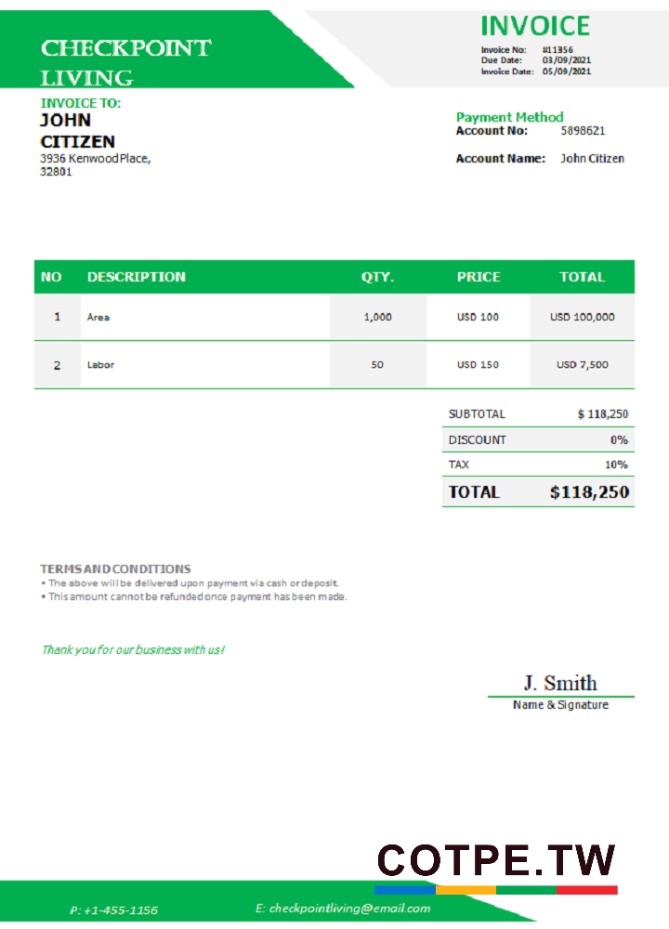 CHECKPOINT
LIVING
INVOICE
Invoice No: #11356
Due Date: 03/09/2021
Invoice Date: 05/09/2021
INVOICE TO:
JOHN
CITIZEN
3936 Kenwood Place,
32801
Payment Method
Account No: 5898621
Account Name: John Citizen
NO DESCRIPTION QTY. PRICE TOTAL
1 Area 1,000 USD 100 USD 100,000
2 Labor 50 USD 150 USD 7,500
SUBTOTAL $ 118,250
DISCOUNT 0%
TAX 10%
TOTAL $118,250
TERMS AND CONDITIONS
• The above will be delivered upon payment via cash or deposit.
• This amount cannot be refunded once payment has been made.
Thank you for our business with us!
J. Smith
Name & Signature
COTPE.TW
P: +1-455-1156 E: checkpointliving@email.com